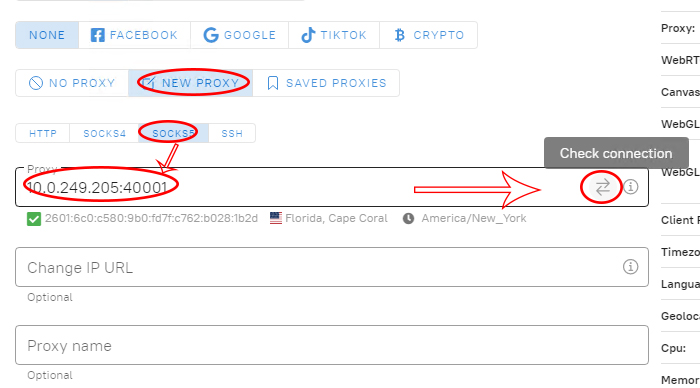 NONE FACEBOOK GOOGLE TIKTOK CRYPTO
NO PROXY NEW PROXY SAVED PROXIES
HTTP SOCKS4 SOCKS5 SSH
Check connection
Proxy
10.0.249.205:40001
2601:6c0:c580:9b0:fd7f:c762:b028:1b2d Florida, Cape Coral America/New_York
Change IP URL
Optional
Proxy name
Optional
Proxy:
WebRT
Canvas
WebGL
WebGL
Client P
Timezo
Langua
Geoloca
Cpu:
Memor